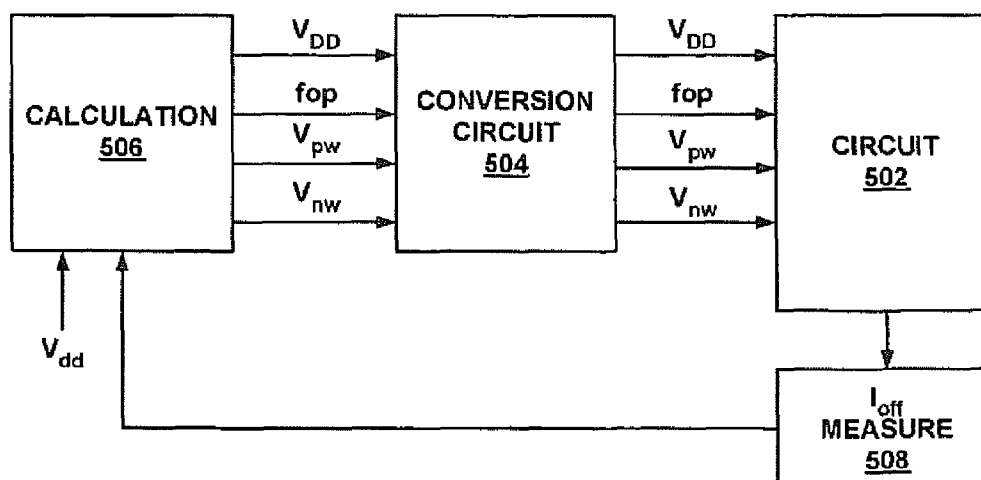 V_DD
fop
V_pw
V_nw
CALCULATION
506
V_dd
CONVERSION
CIRCUIT
504
V_DD
fop
V_pw
V_nw
CIRCUIT
502
I_off
MEASURE
508